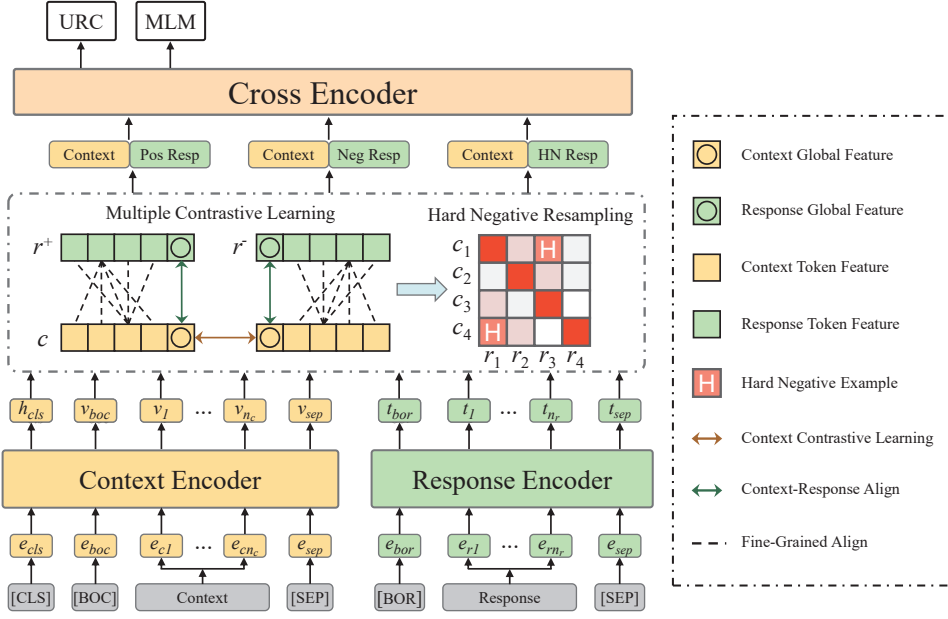 URC MLM
Cross Encoder
Context Pos Resp Context Neg Resp Context HN Resp
Multiple Contrastive Learning
Hard Negative Resampling
r+ r-
c
c1 H
c2
c3
c4 H
r1 r2 r3 r4
hcls vboc v1 ... vnc vsep tbor t1 ... tnr tsep
Context Encoder Response Encoder
ecls eboc ec1 ... ecnc esep ebor er1 ... ernr esep
[CLS] [BOC] Context [SEP] [BOR] Response [SEP]
Context Global Feature
Response Global Feature
Context Token Feature
Response Token Feature
H Hard Negative Example
Context Contrastive Learning
Context-Response Align
Fine-Grained Align